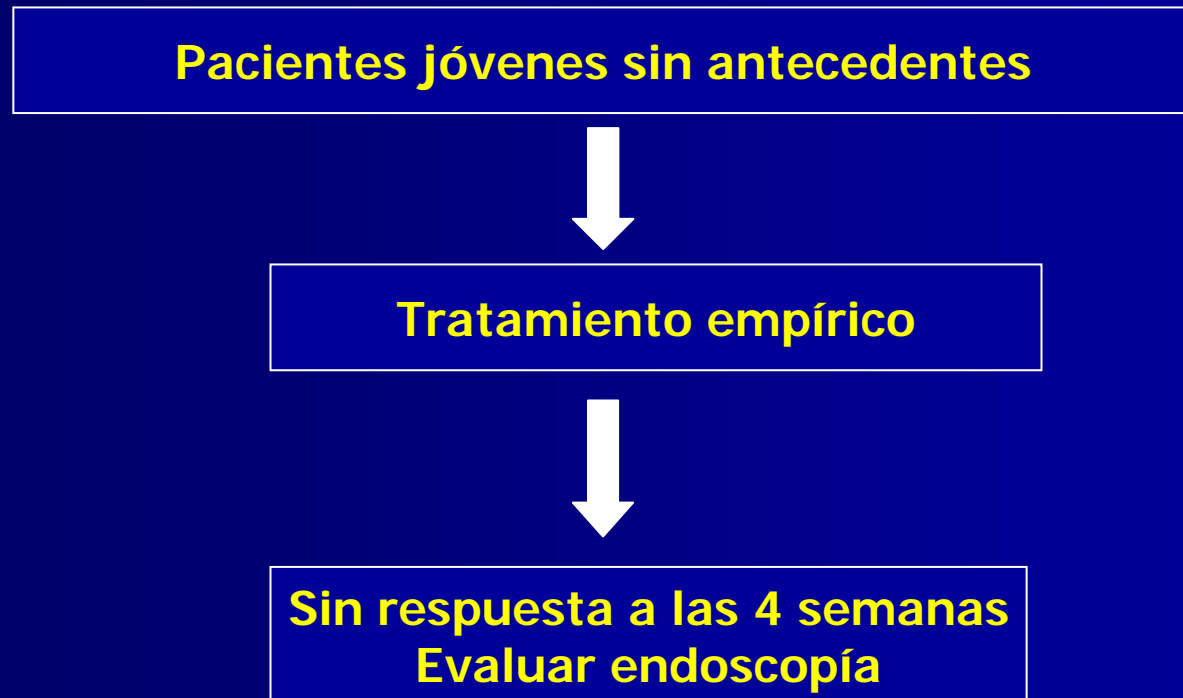 Pacientes jóvenes sin antecedentes
Tratamiento empírico
Sin respuesta a las 4 semanas
Evaluar endoscopía